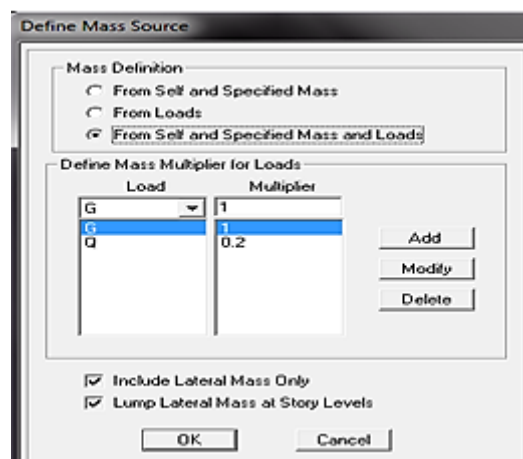 Define Mass Source
Mass Definition
From Self and Specified Mass
From Loads
From Self and Specified Mass and Loads
Define Mass Multiplier for Loads
Load Multiplier
G 1
G 1
Q 0.2
Add
Modify
Delete
Include Lateral Mass Only
Lump Lateral Mass at Story Levels
OK Cancel